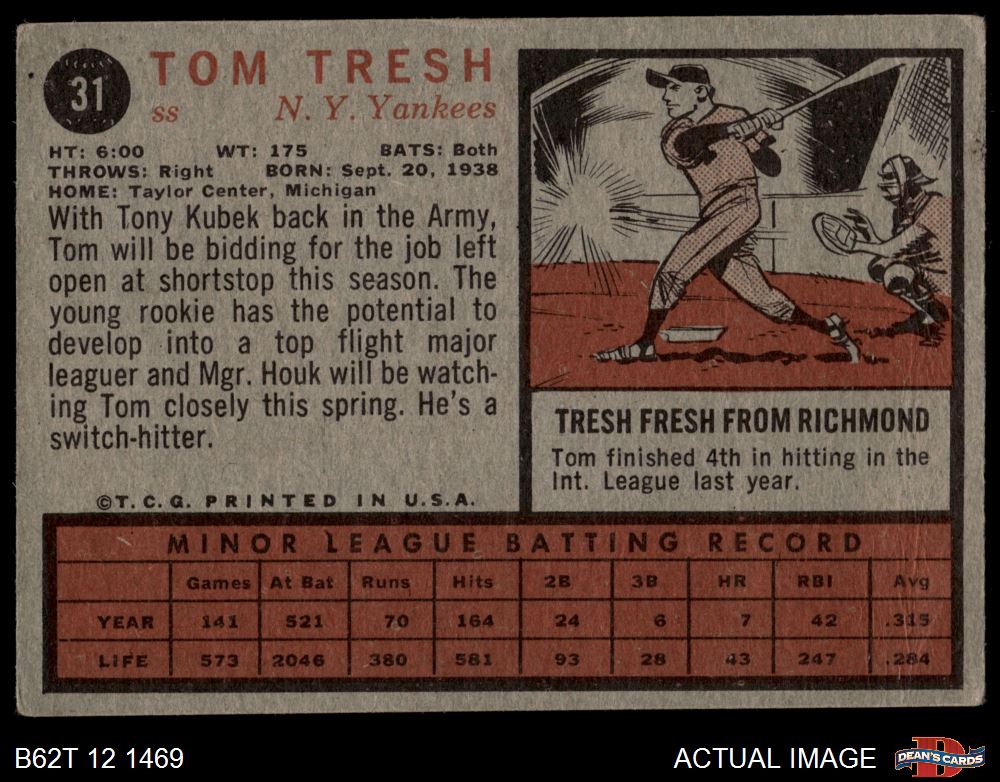 31
TOM TRESH
ss N. Y. Yankees
HT: 6:00 WT: 175 BATS: Both
THROWS: Right BORN: Sept. 20, 1938
HOME: Taylor Center, Michigan
With Tony Kubek back in the Army,
Tom will be bidding for the job left
open at shortstop this season. The
young rookie has the potential to
develop into a top flight major
leaguer and Mgr. Houk will be watch-
ing Tom closely this spring. He's a
switch-hitter.
©T.C.G. PRINTED IN U.S.A.
TRESH FRESH FROM RICHMOND
Tom finished 4th in hitting in the
Int. League last year.
MINOR LEAGUE BATTING RECORD
Games At Bat Runs Hits 2B 3B HR RBI Avg
YEAR 141 521 70 164 24 6 7 42 .315
LIFE 573 2046 380 581 93 28 43 247 .284
B62T 12 1469
ACTUAL IMAGE
D
DEAN'S CARDS